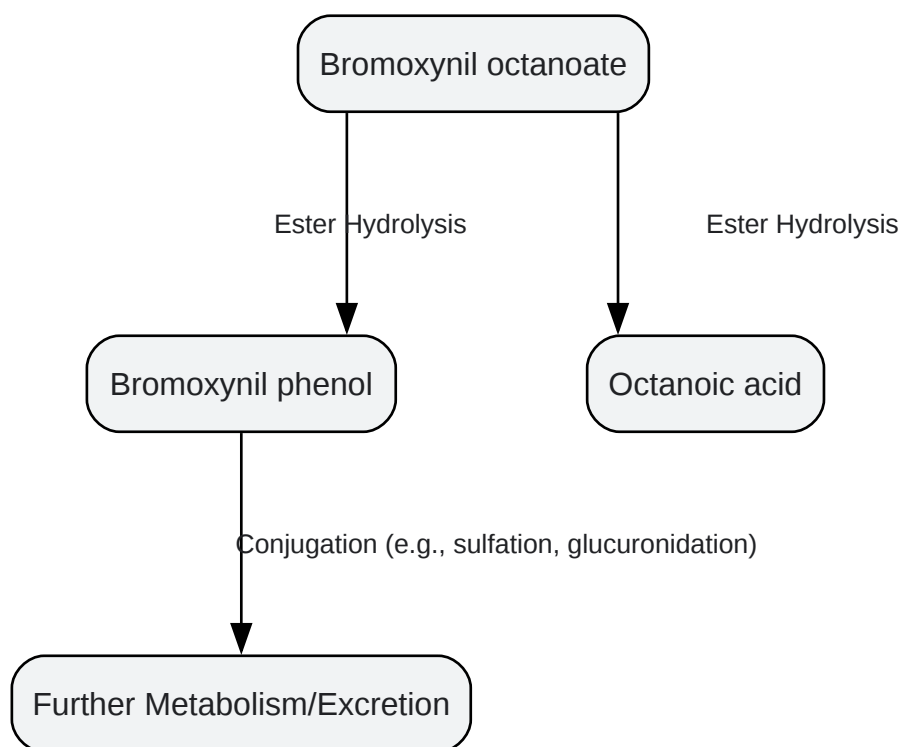 Bromoxynil octanoate
Ester Hydrolysis
Ester Hydrolysis
Bromoxynil phenol
Octanoic acid
Conjugation (e.g., sulfation, glucuronidation)
Further Metabolism/Excretion